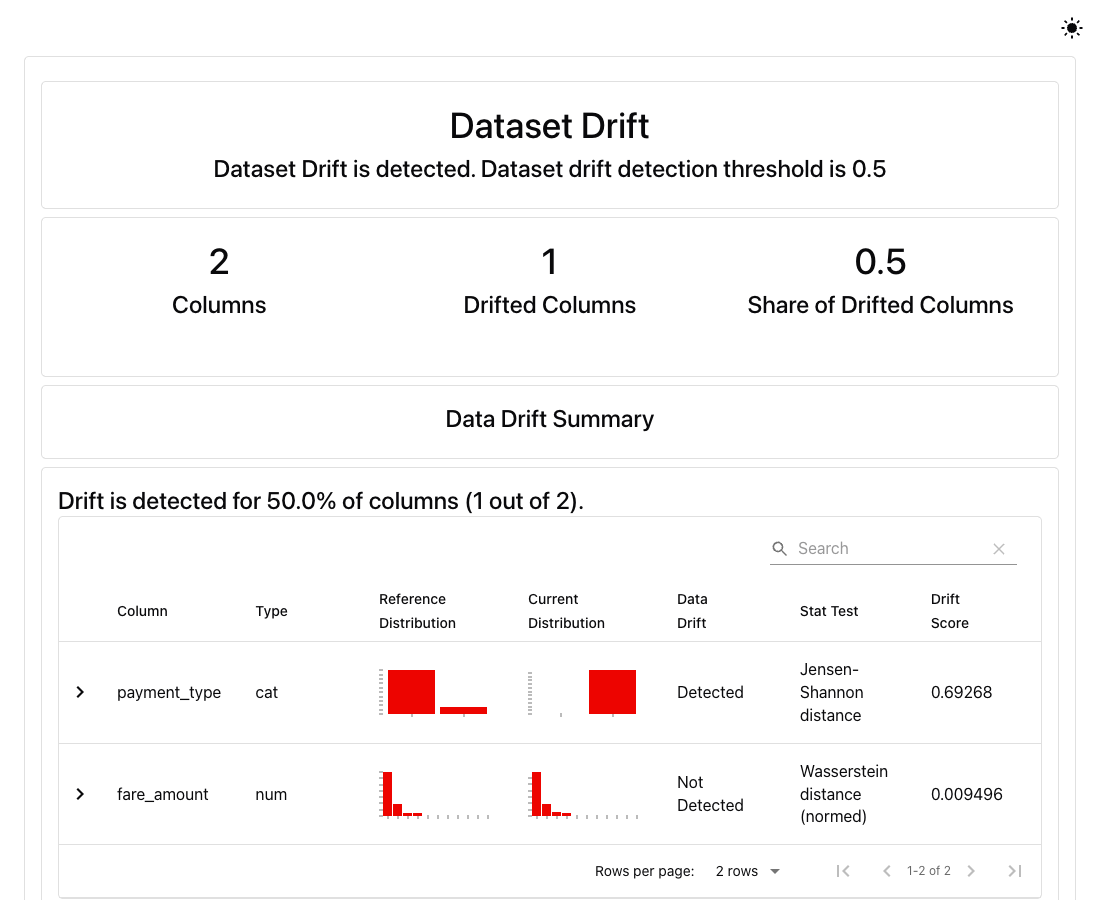 Dataset Drift
Dataset Drift is detected. Dataset drift detection threshold is 0.5
2
Columns
1
Drifted Columns
0.5
Share of Drifted Columns
Data Drift Summary
Drift is detected for 50.0% of columns (1 out of 2).
Search
Column
Type
Reference
Distribution
Current
Distribution
Data
Drift
Stat Test
Drift
Score
payment_type
cat
Detected
Jensen-
Shannon
distance
0.69268
fare_amount
num
Not
Detected
Wasserstein
distance
(normed)
0.009496
Rows per page:
2 rows
1-2 of 2